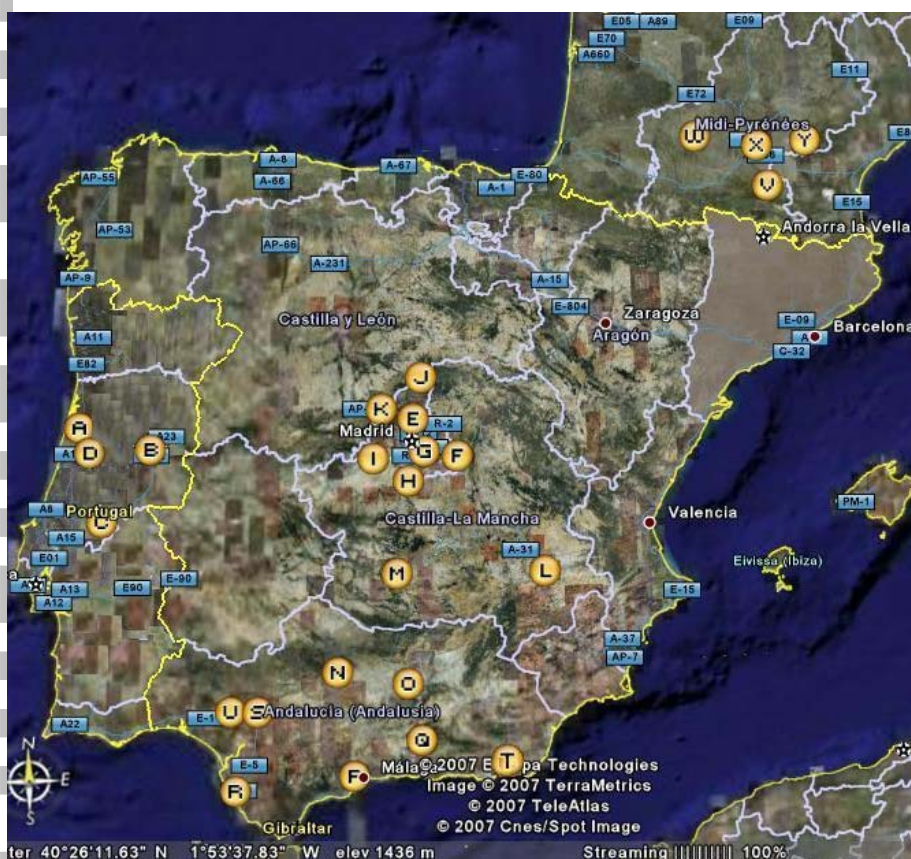 E05 A89 E09
E70
A660
E11
E72
Midi-Pyrénées
W X Y
E8
V
A-8
A-67
E-80
AP-55
A-66
A-1
E15
Andorra la Vella
AP-53
AP-66
A-231
AP-9
A-15
E-804
Zaragoza
Castilla y León
Aragón
E-09
Barcelona
A11
C-32
E82
J
K E
R-2
A
Madrid
A23
D B
I G F
H
A8
Portugal
C
Castilla-La Mancha
Valencia
PM-1
A15
A-31
E01
M L
Eivissa (Ibiza)
E-90
A13 E90
E-15
A12
A-37
AP-7
N
O
U S
Andalucia (Andalusia)
A22
E-1
Q
N
E-5
T
Málaga
E
R
S
Gibraltar
© 2007 TerraMetrics
© 2007 TeleAtlas
© 2007 Cnes/Spot Image
ter 40°26'11.63" N 1°53'37.83" W elev 1436 m Streaming |||||||||| 100%